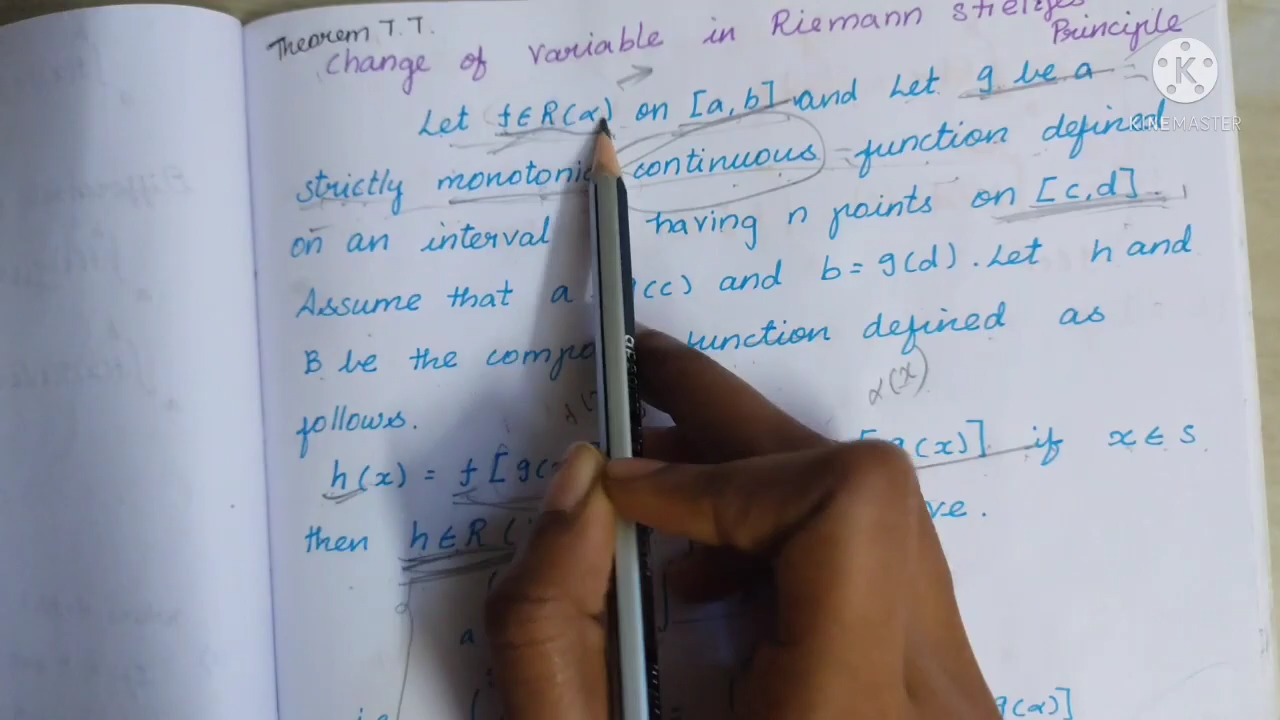 Theorem 7.7.
Change of variable in Riemann
Principle
Let f ∈ R(α) on [a, b] and Let g be a
strictly monotonic continuous function defined
on an interval having n points on [c, d].
Assume that a (c) and b = g(d). Let h and
B be the function defined as
follows.
α(x)
h(x) = f [g( [g(x)] if x ∈ s
then h ∈ R (
a
g(α)]
K
KINEMASTER